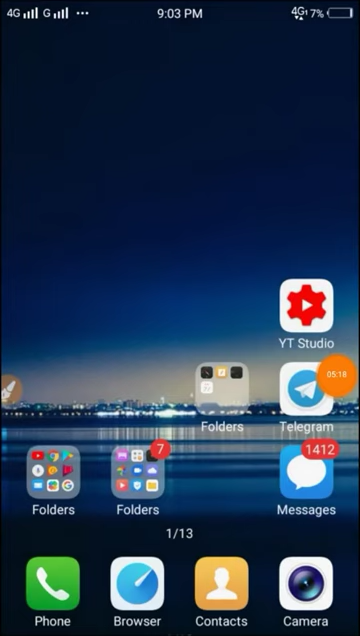 4G G ••• 9:03 PM 4G 7%
YT Studio
05:18
Folders Telegram
7 1412
Folders Folders Messages
1/13
Phone Browser Contacts Camera